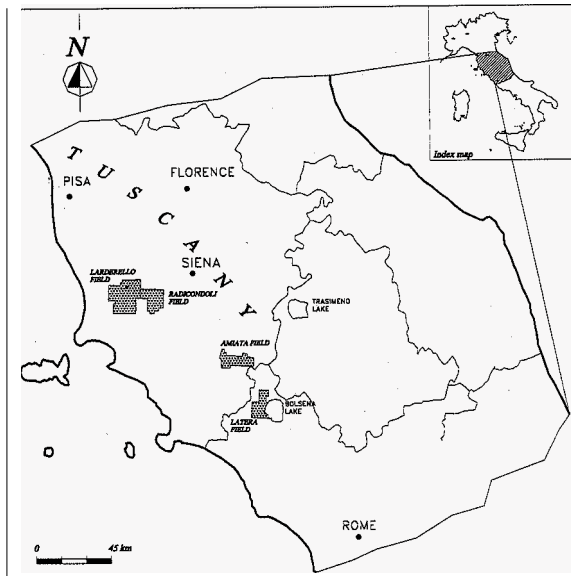 N
Index map
TUSCANY
PISA
FLORENCE
SIENA
LARDERELLO
FIELD
RADICONDOLI
FIELD
TRASIMENO
LAKE
AMIATA FIELD
BOLSENA
LAKE
LATERA
FIELD
ROME
0 45 km